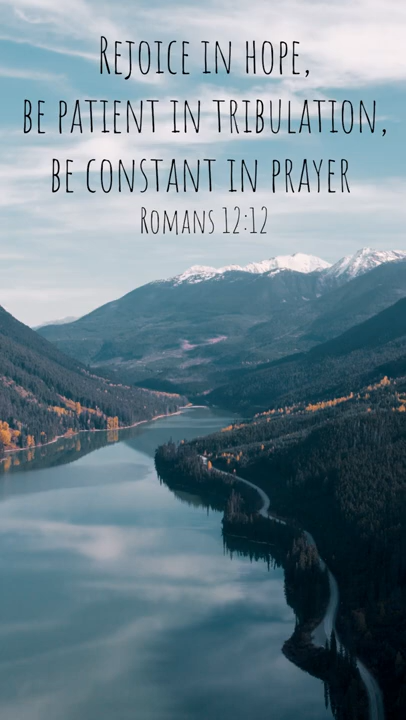 Rejoice in hope,
be patient in tribulation,
be constant in prayer
Romans 12:12